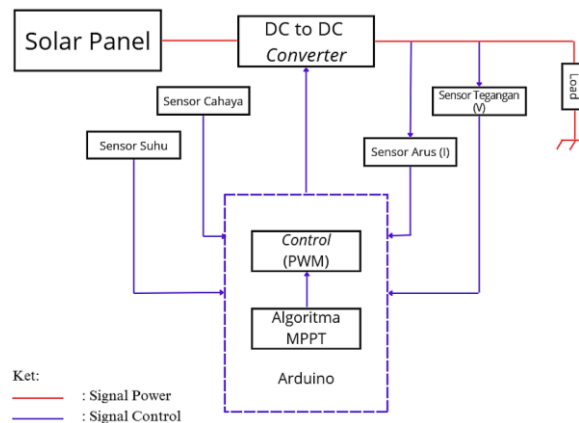 Solar Panel
DC to DC
Converter
Sensor Cahaya
Sensor Tegangan
(V)
Load
Sensor Suhu
Sensor Arus (I)
Control
(PWM)
Algoritma
MPPT
Arduino
Ket:
: Signal Power
: Signal Control